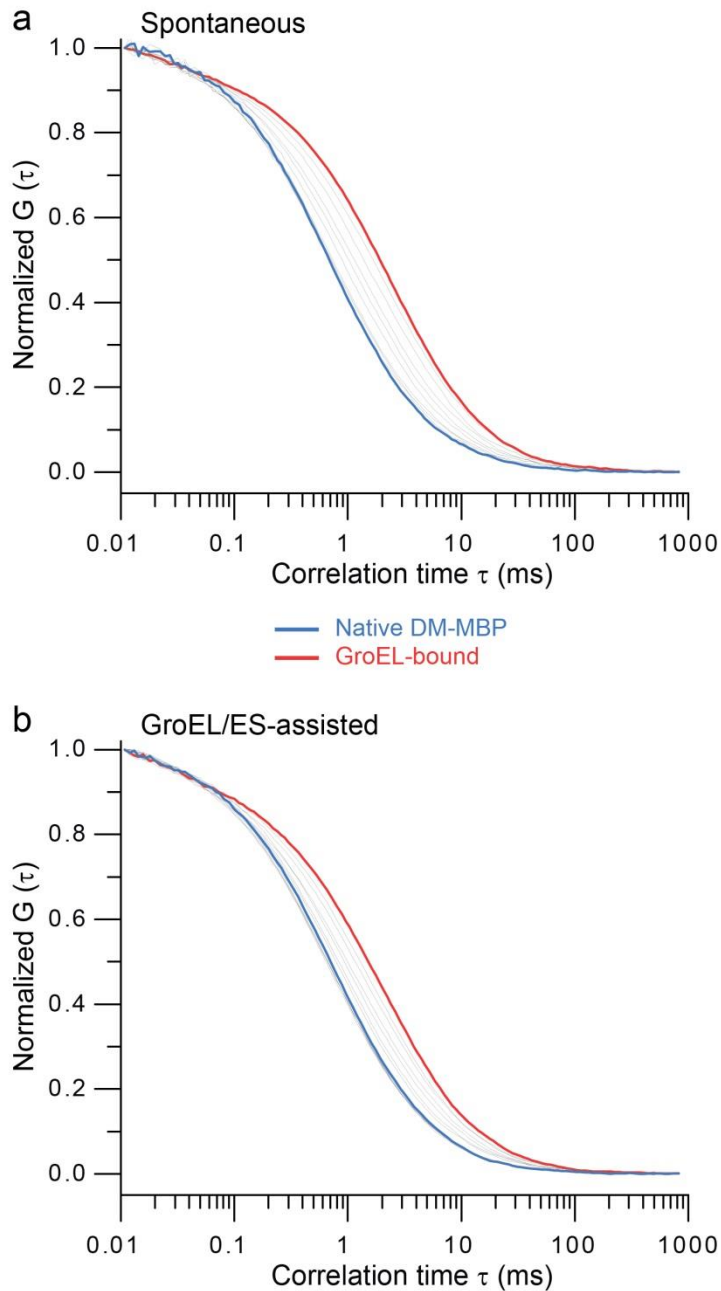 a
Spontaneous
Normalized G (τ)
1.0
0.8
0.6
0.4
0.2
0.0
0.01 0.1 1 10 100 1000
Correlation time τ (ms)
Native DM-MBP
GroEL-bound
b
GroEL/ES-assisted
Normalized G (τ)
1.0
0.8
0.6
0.4
0.2
0.0
0.01 0.1 1 10 100 1000
Correlation time τ (ms)